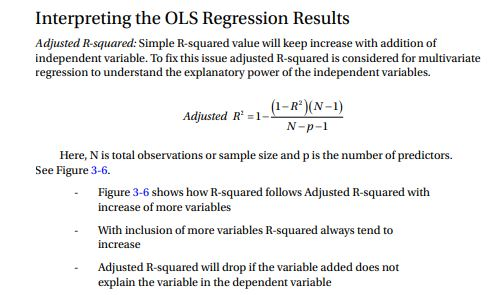 Interpreting the OLS Regression Results
Adjusted R-squared: Simple R-squared value will keep increase with addition of
independent variable. To fix this issue adjusted R-squared is considered for multivariate
regression to understand the explanatory power of the independent variables.
Adjusted R² = 1 − (1−R²)(N−1) / N−p−1
Here, N is total observations or sample size and p is the number of predictors.
See Figure 3-6.
- Figure 3-6 shows how R-squared follows Adjusted R-squared with
increase of more variables
- With inclusion of more variables R-squared always tend to
increase
- Adjusted R-squared will drop if the variable added does not
explain the variable in the dependent variable